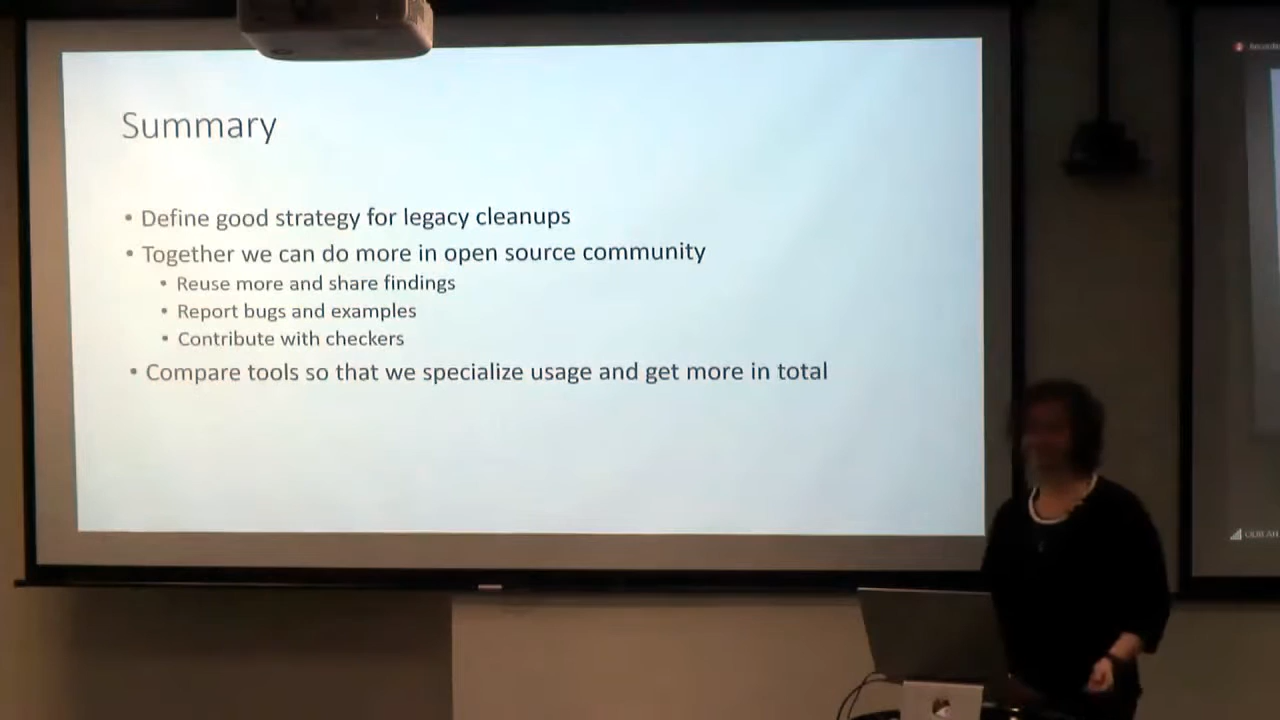 Summary
• Define good strategy for legacy cleanups
• Together we can do more in open source community
• Reuse more and share findings
• Report bugs and examples
• Contribute with checkers
• Compare tools so that we specialize usage and get more in total